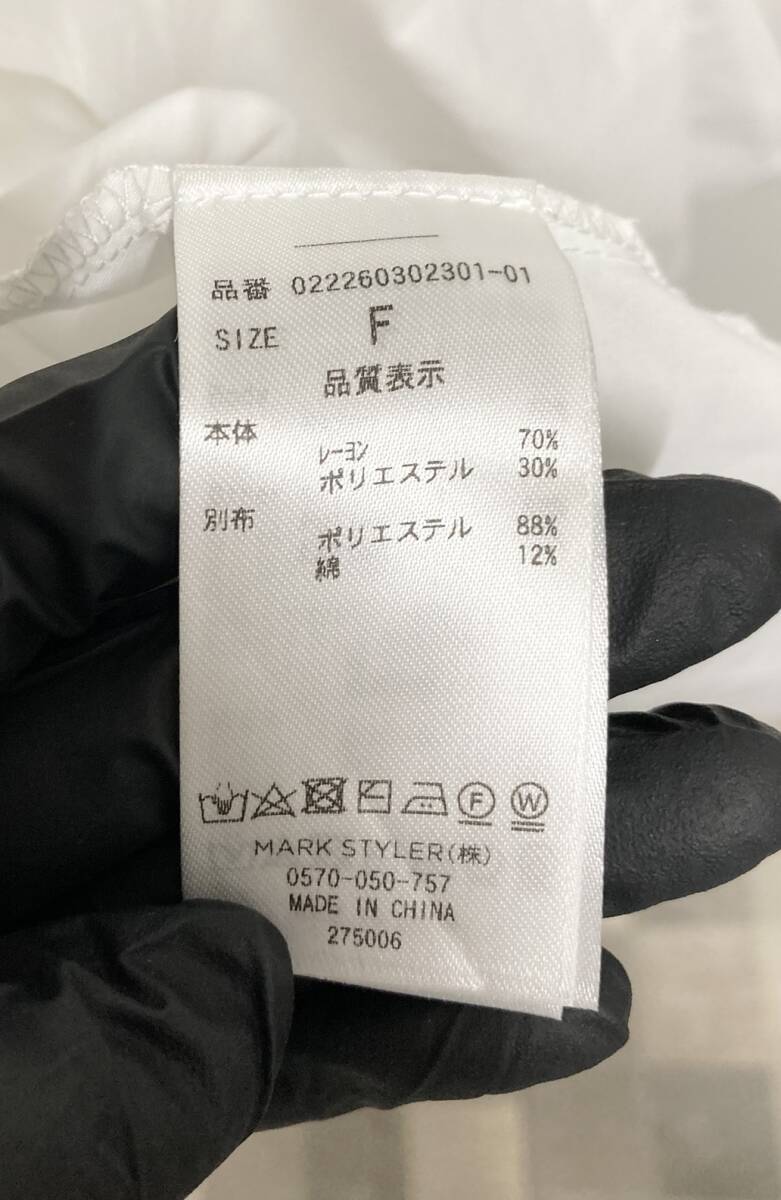 品番 022260302301-01
SIZE F
品質表示
本体 レーヨン 70%
ポリエステル 30%
別布 ポリエステル 88%
綿 12%
F W
MARK STYLER(株)
0570-050-757
MADE IN CHINA
275006